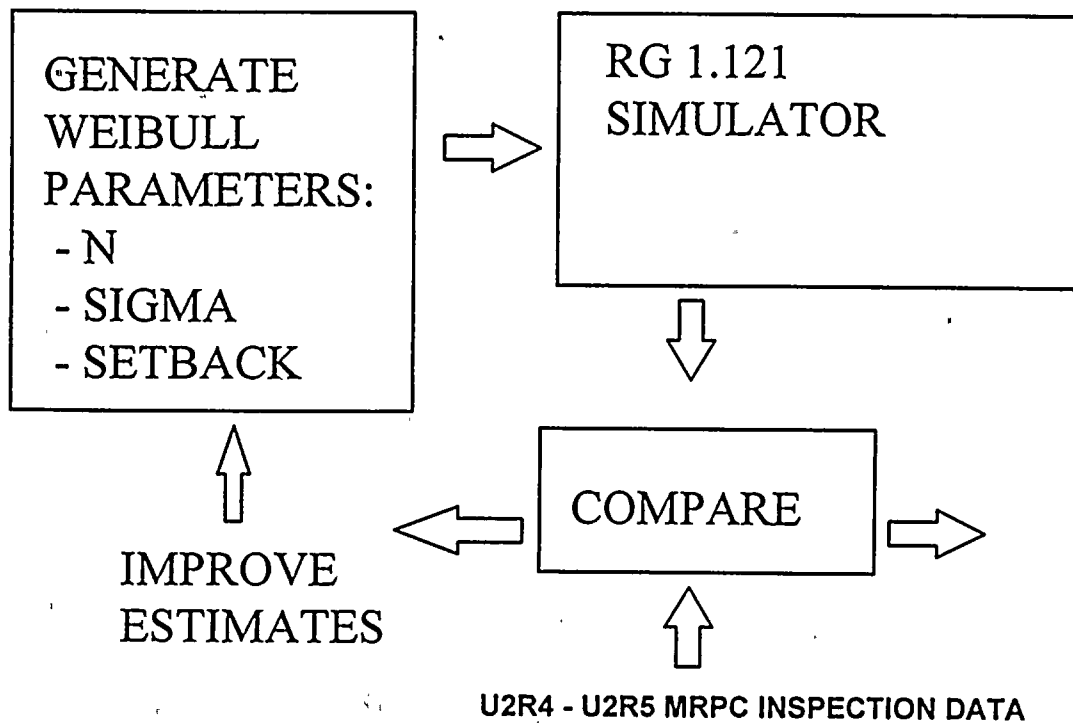 GENERATE
WEIBULL
PARAMETERS:
- N
- SIGMA
- SETBACK
RG 1.121
SIMULATOR
COMPARE
IMPROVE
ESTIMATES
U2R4 - U2R5 MRPC INSPECTION DATA